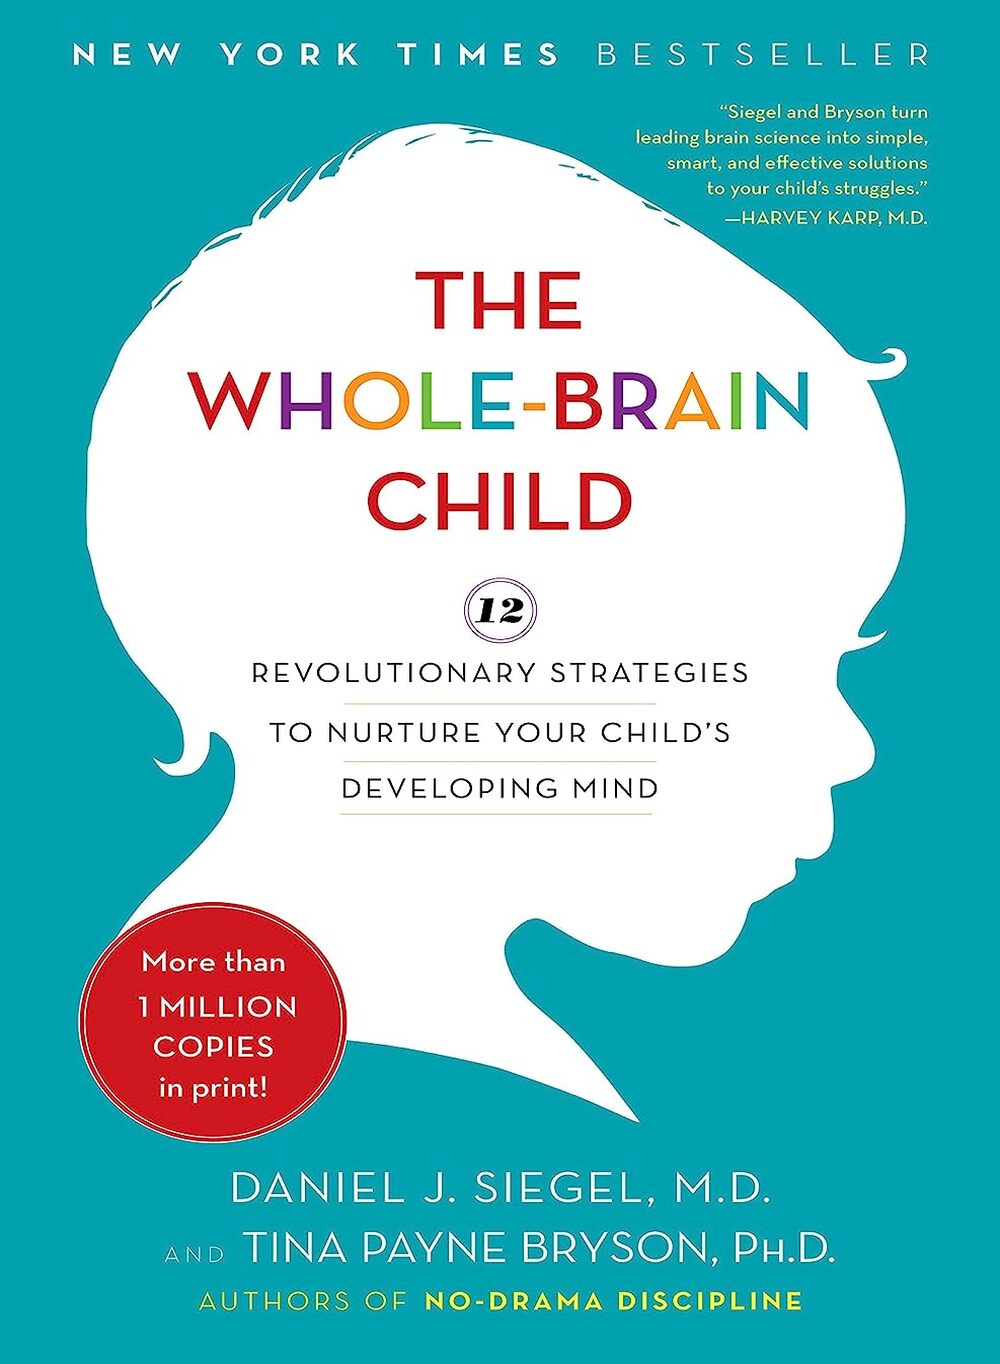 NEW YORK TIMES BESTSELLER
“Siegel and Bryson turn
leading brain science into simple,
smart, and effective solutions
to your child’s struggles.”
—HARVEY KARP, M.D.
THE
WHOLE-BRAIN
CHILD
12
REVOLUTIONARY STRATEGIES
TO NURTURE YOUR CHILD’S
DEVELOPING MIND
More than
1 MILLION
COPIES
in print!
DANIEL J. SIEGEL, M.D.
AND TINA PAYNE BRYSON, PH.D.
AUTHORS OF NO-DRAMA DISCIPLINE